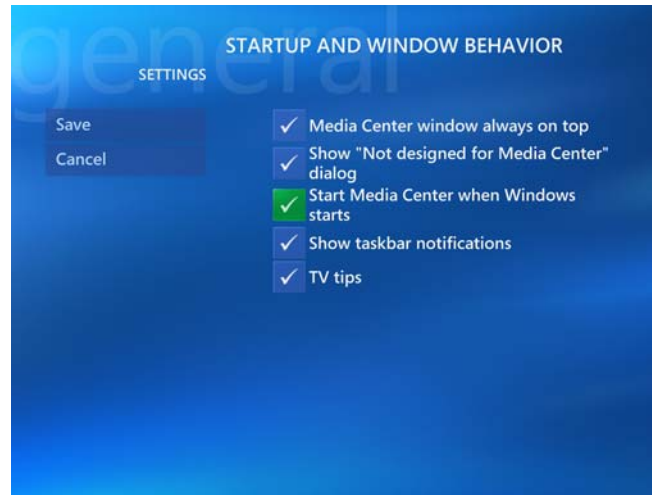 general
STARTUP AND WINDOW BEHAVIOR
SETTINGS
Save
Cancel
Media Center window always on top
Show "Not designed for Media Center"
dialog
Start Media Center when Windows
starts
Show taskbar notifications
TV tips